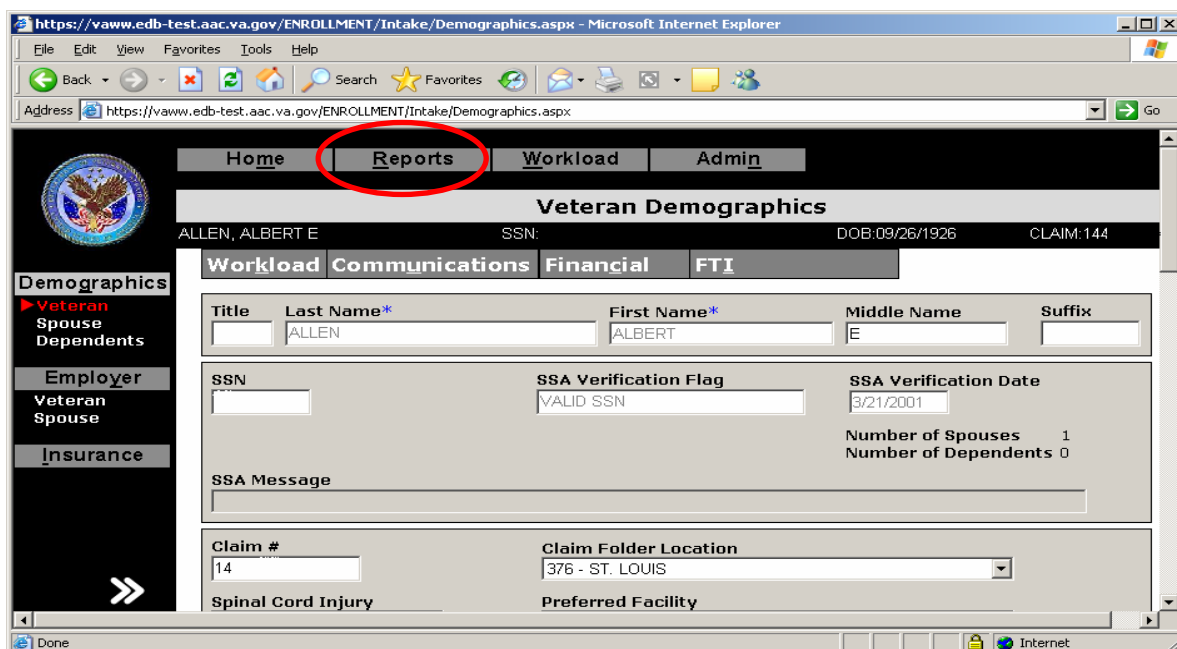 https://vaww.edb-test.aac.va.gov/ENROLLMENT/Intake/Demographics.aspx - Microsoft Internet Explorer
File Edit View Favorites Tools Help
Back Search Favorites
Address https://vaww.edb-test.aac.va.gov/ENROLLMENT/Intake/Demographics.aspx Go
Home Reports Workload Admin
Veteran Demographics
ALLEN, ALBERT E SSN: DOB:09/26/1926 CLAIM:144
Workload Communications Financial FTI
Demographics
Veteran
Spouse
Dependents
Employer
Veteran
Spouse
Insurance
Title Last Name* First Name* Middle Name Suffix
ALLEN ALBERT E
SSN SSA Verification Flag SSA Verification Date
VALID SSN 3/21/2001
Number of Spouses 1
Number of Dependents 0
SSA Message
Claim # Claim Folder Location
14 376 - ST. LOUIS
Spinal Cord Injury Preferred Facility
Done Internet